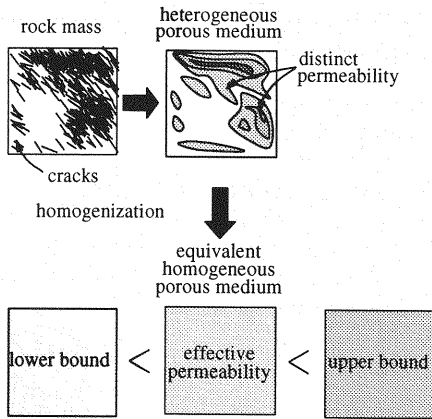 rock mass
heterogeneous
porous medium
distinct
permeability
cracks
homogenization
equivalent
homogeneous
porous medium
lower bound < effective permeability < upper bound